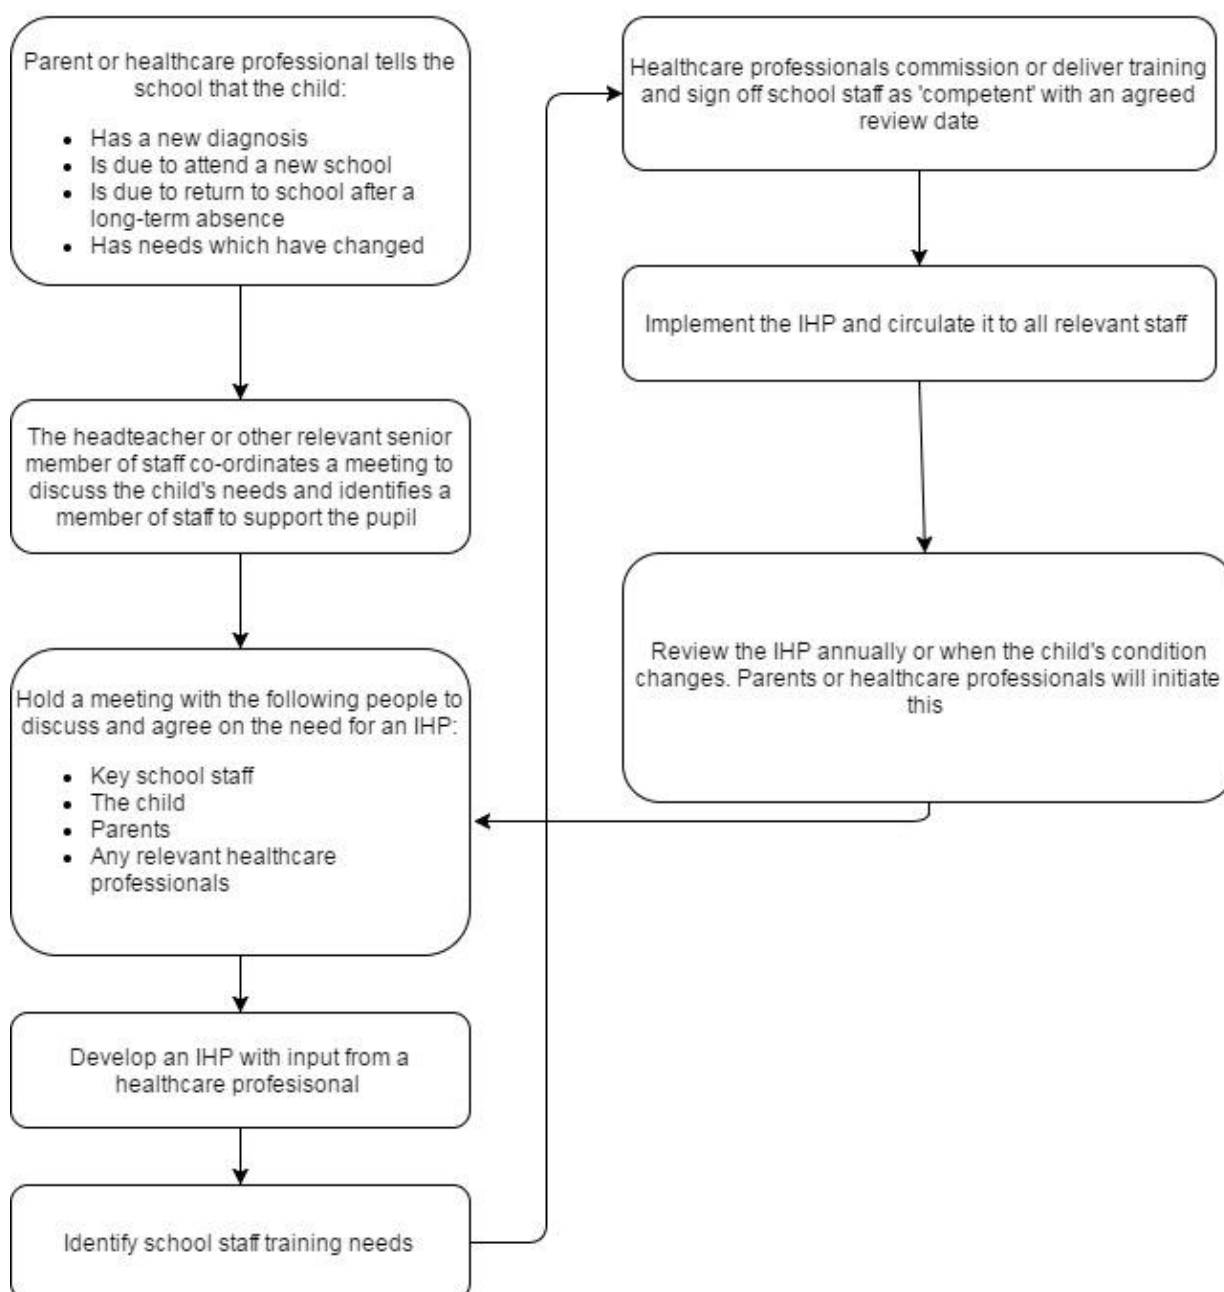 Parent or healthcare professional tells the
school that the child:
• Has a new diagnosis
• Is due to attend a new school
• Is due to return to school after a
long-term absence
• Has needs which have changed
The headteacher or other relevant senior
member of staff co-ordinates a meeting to
discuss the child's needs and identifies a
member of staff to support the pupil
Hold a meeting with the following people to
discuss and agree on the need for an IHP:
• Key school staff
• The child
• Parents
• Any relevant healthcare
professionals
Develop an IHP with input from a
healthcare profesisonal
Identify school staff training needs
Healthcare professionals commission or deliver training
and sign off school staff as 'competent' with an agreed
review date
Implement the IHP and circulate it to all relevant staff
Review the IHP annually or when the child's condition
changes. Parents or healthcare professionals will initiate
this